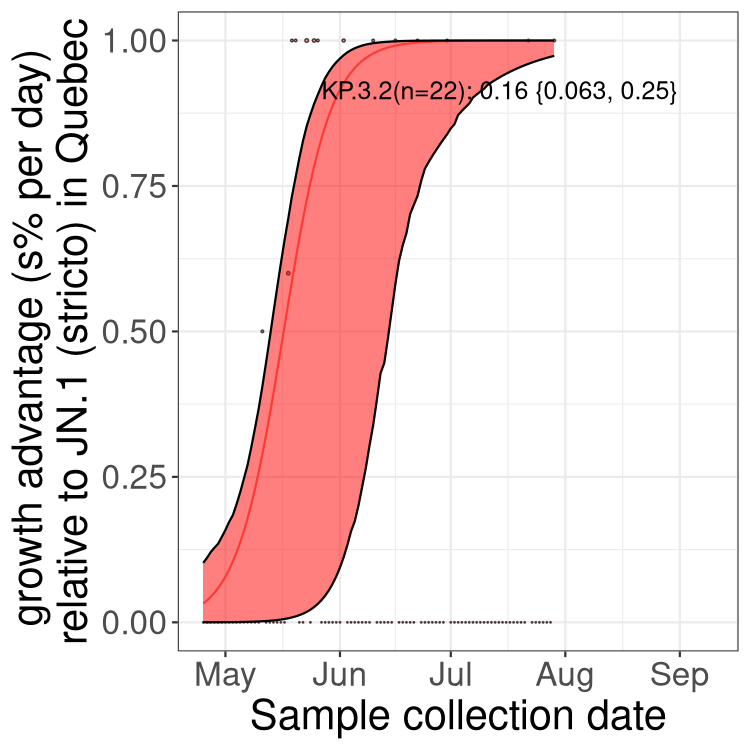 growth advantage (s% per day)
relative to JN.1 (stricto) in Quebec
1.00
0.75
0.50
0.25
0.00
KP.3.2(n=22): 0.16 {0.063, 0.25}
May Jun Jul Aug Sep
Sample collection date